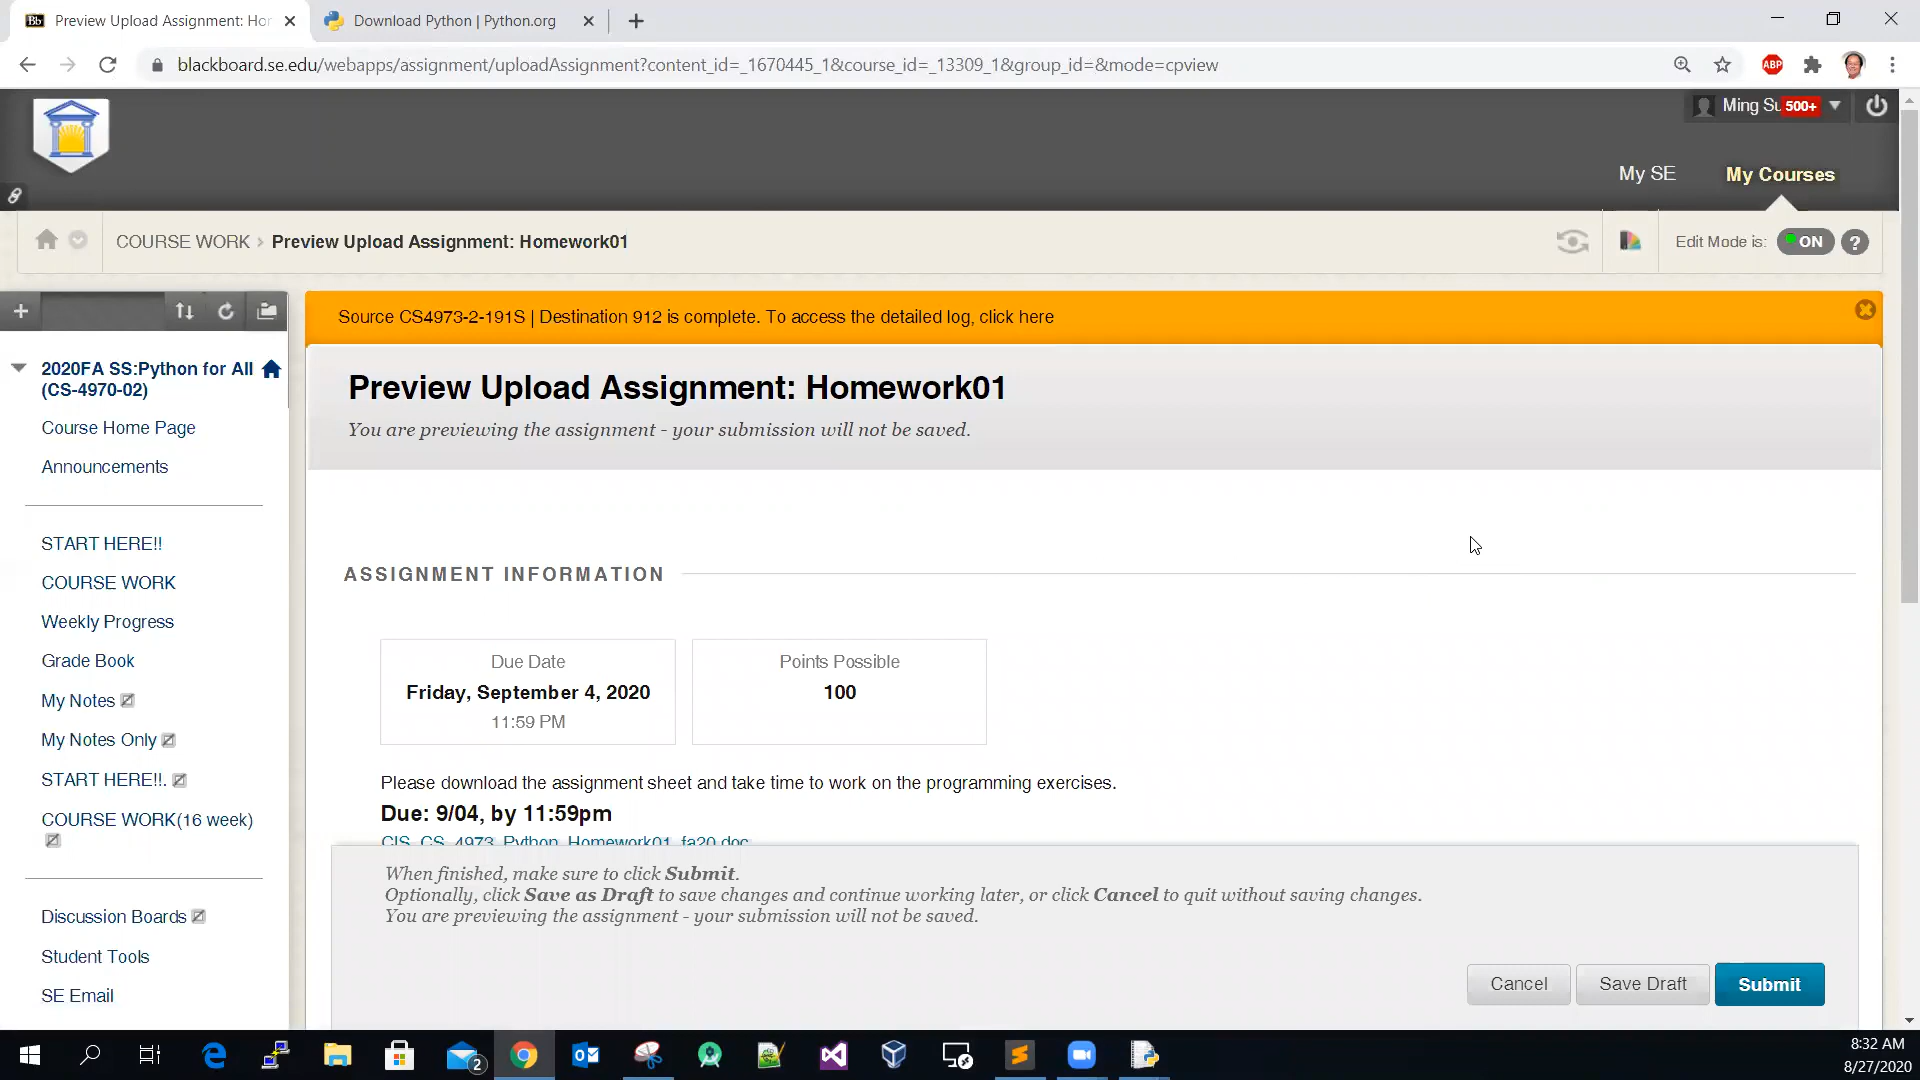 Bb Preview Upload Assignment: Hor
Download Python | Python.org
blackboard.se.edu/webapps/assignment/uploadAssignment?content_id=_1670445_1&course_id=_13309_1&group_id=&mode=cpview
ABP
Ming Su 500+
My SE
My Courses
COURSE WORK > Preview Upload Assignment: Homework01
Edit Mode is: ON ?
Source CS4973-2-191S | Destination 912 is complete. To access the detailed log, click here
2020FA SS:Python for All
(CS-4970-02)
Course Home Page
Announcements
START HERE!!
COURSE WORK
Weekly Progress
Grade Book
My Notes
My Notes Only
START HERE!!.
COURSE WORK(16 week)
Discussion Boards
Student Tools
SE Email
Preview Upload Assignment: Homework01
You are previewing the assignment - your submission will not be saved.
ASSIGNMENT INFORMATION
Due Date
Friday, September 4, 2020
11:59 PM
Points Possible
100
Please download the assignment sheet and take time to work on the programming exercises.
Due: 9/04, by 11:59pm
CIS_CS_4973_Python_Homework01_fa20.doc
When finished, make sure to click Submit.
Optionally, click Save as Draft to save changes and continue working later, or click Cancel to quit without saving changes.
You are previewing the assignment - your submission will not be saved.
Cancel
Save Draft
Submit
2
8:32 AM
8/27/2020